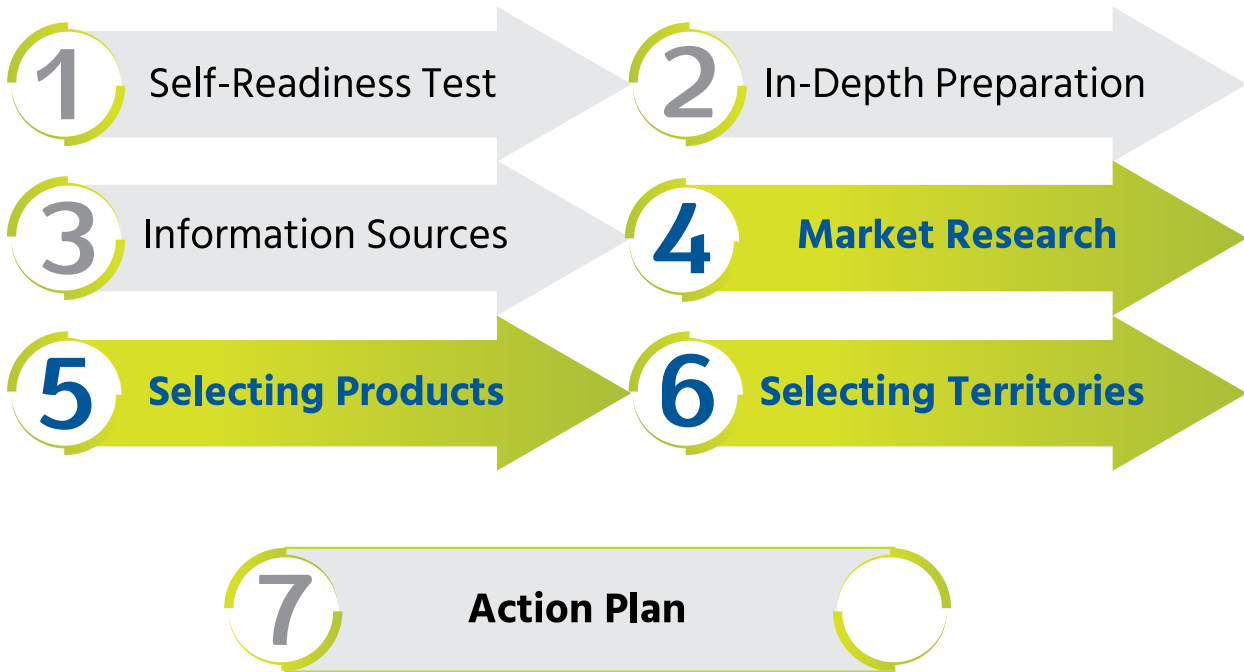 1 Self-Readiness Test
2 In-Depth Preparation
3 Information Sources
4 Market Research
5 Selecting Products
6 Selecting Territories
7 Action Plan